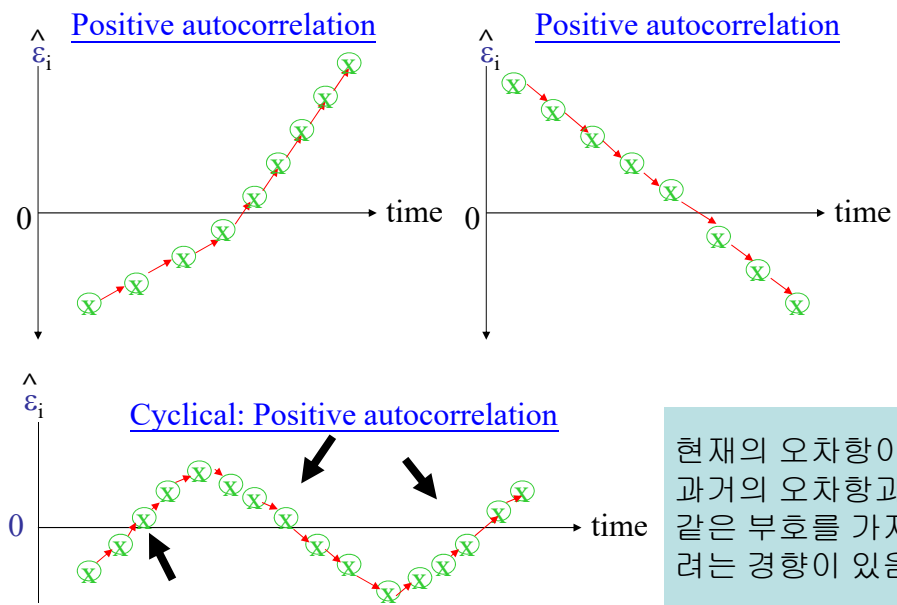 Positive autocorrelation
Positive autocorrelation
ε̂i
ε̂i
X X X X X X X X X X
X X X X X X X X
0
time
0
time
ε̂i
Cyclical: Positive autocorrelation
X X X X X X X X X X X X X X X
0
time
현재의 오차항이
과거의 오차항과
같은 부호를 가지
려는 경향이 있음